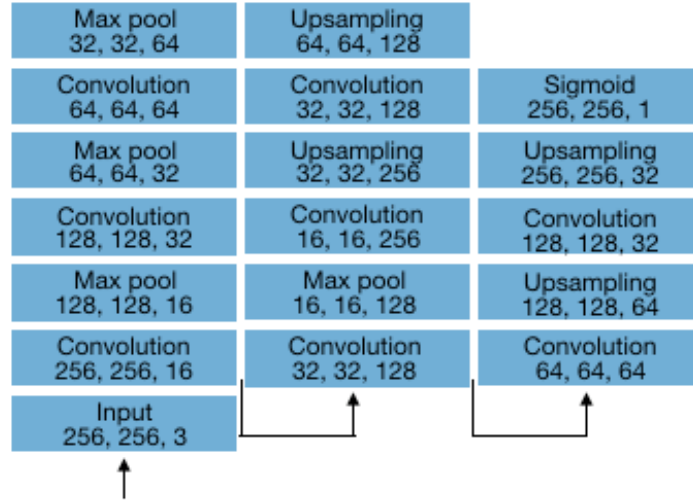 Max pool
32, 32, 64
Convolution
64, 64, 64
Max pool
64, 64, 32
Convolution
128, 128, 32
Max pool
128, 128, 16
Convolution
256, 256, 16
Input
256, 256, 3
Upsampling
64, 64, 128
Convolution
32, 32, 128
Upsampling
32, 32, 256
Convolution
16, 16, 256
Max pool
16, 16, 128
Convolution
32, 32, 128
Sigmoid
256, 256, 1
Upsampling
256, 256, 32
Convolution
128, 128, 32
Upsampling
128, 128, 64
Convolution
64, 64, 64